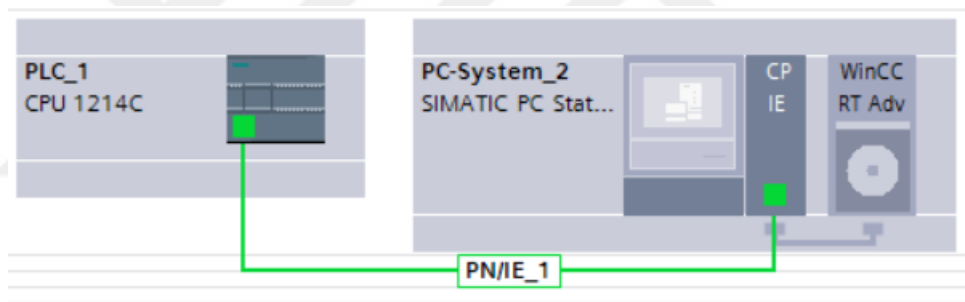 PLC_1
CPU 1214C
PC-System_2
SIMATIC PC Stat...
CP
IE
WinCC
RT Adv
PN/IE_1